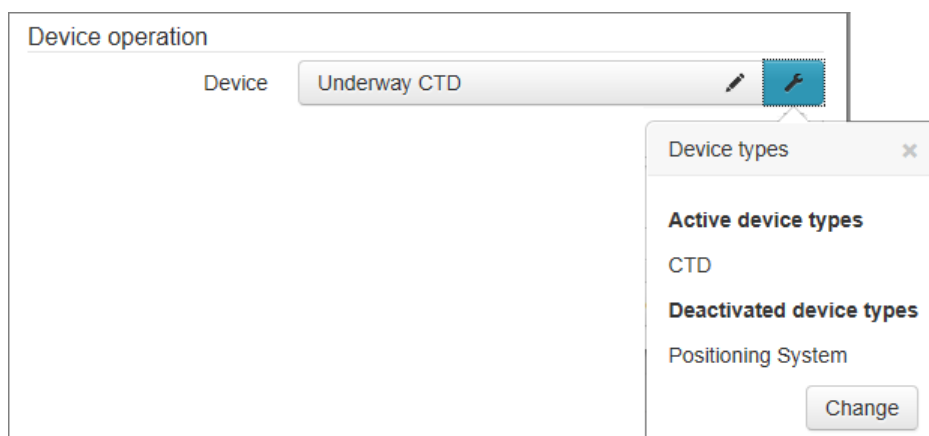 Device operation
Device Underway CTD
Device types ×
Active device types
CTD
Deactivated device types
Positioning System
Change